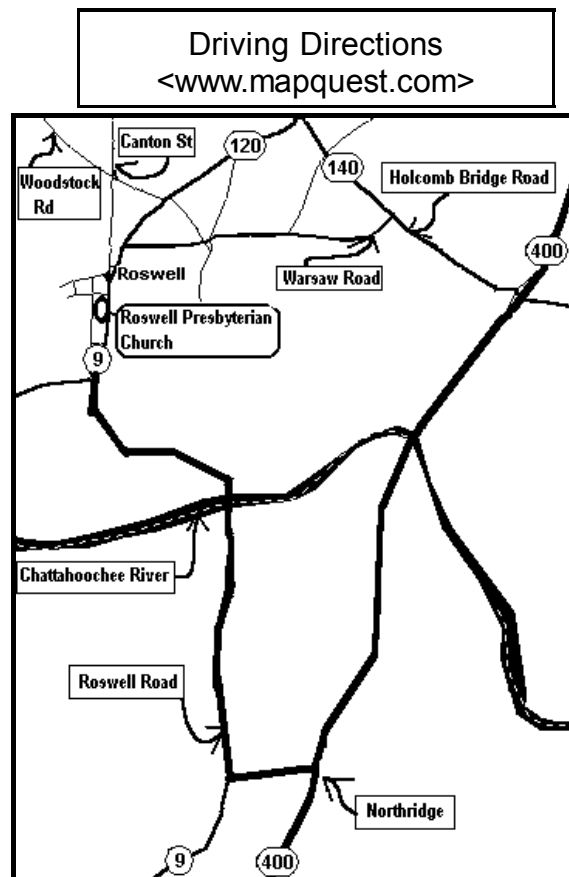 Driving Directions
<www.mapquest.com>
Canton St
120
Woodstock
Rd
140
Holcomb Bridge Road
400
Roswell
Warsaw Road
Roswell Presbyterian
Church
9
Chattahoochee River
Roswell Road
Northridge
9
400